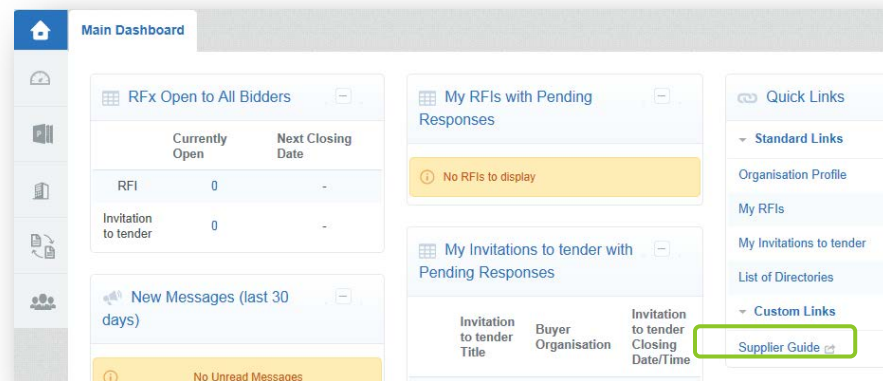 Main Dashboard
RFx Open to All Bidders
Currently Open
Next Closing Date
RFI 0 -
Invitation to tender 0 -
New Messages (last 30 days)
No Unread Messages
My RFIs with Pending Responses
No RFIs to display
My Invitations to tender with Pending Responses
Invitation to tender Title
Buyer Organisation
Invitation to tender Closing Date/Time
Quick Links
Standard Links
Organisation Profile
My RFIs
My Invitations to tender
List of Directories
Custom Links
Supplier Guide